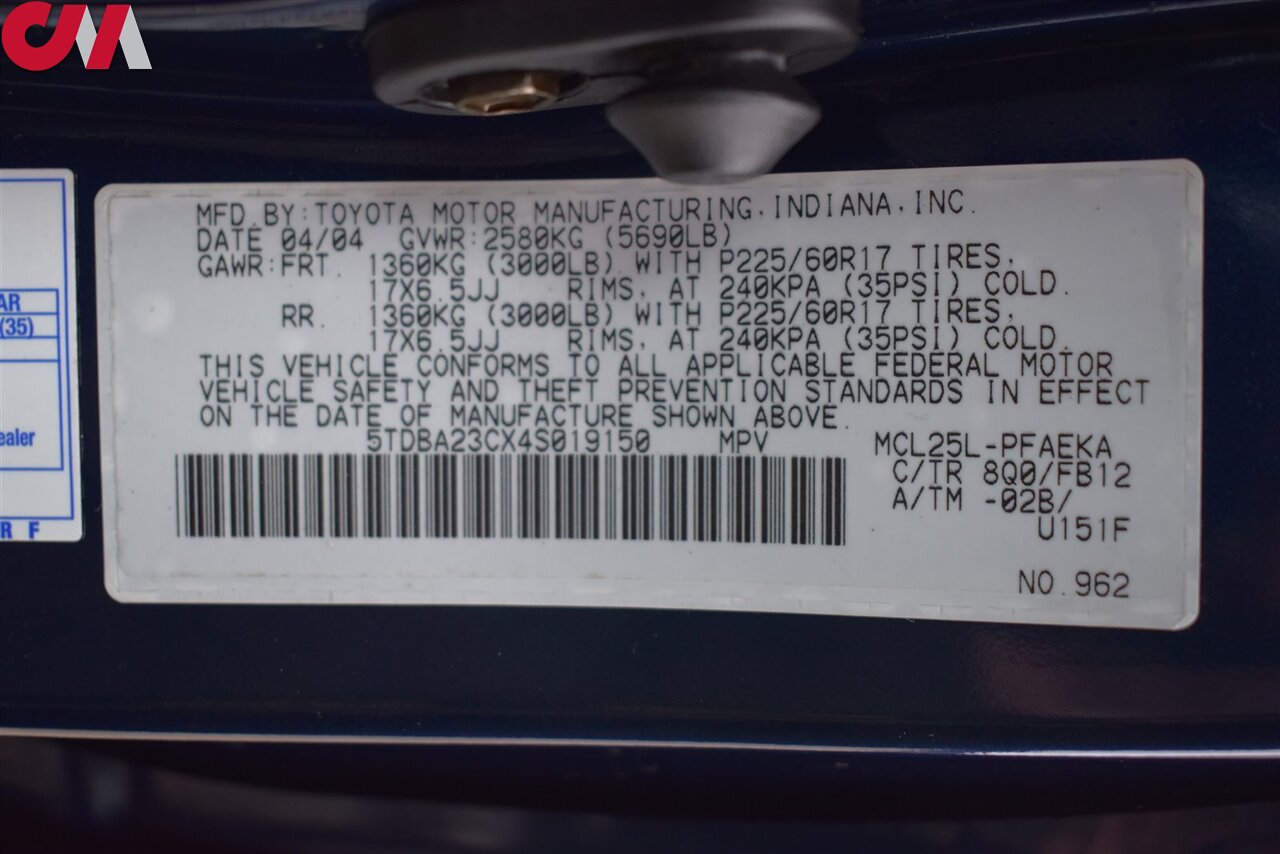 CM
MFD.BY:TOYOTA MOTOR MANUFACTURING,INDIANA,INC.
DATE 04/04 GVWR:2580KG (5690LB)
GAWR:FRT. 1360KG (3000LB) WITH P225/60R17 TIRES,
17X6.5JJ RIMS, AT 240KPA (35PSI) COLD.
RR. 1360KG (3000LB) WITH P225/60R17 TIRES,
17X6.5JJ RIMS, AT 240KPA (35PSI) COLD.
THIS VEHICLE CONFORMS TO ALL APPLICABLE FEDERAL MOTOR
VEHICLE SAFETY AND THEFT PREVENTION STANDARDS IN EFFECT
ON THE DATE OF MANUFACTURE SHOWN ABOVE.
5TDBA23CX4S019150 MPV MCL25L-PFAEKA
C/TR 8Q0/FB12
A/TM -02B/
U151F
NO.962
AR
(35)
ealer
R F